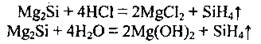 Mg₂Si + 4HCl = 2MgCl₂ + SiH₄↑
Mg₂Si + 4H₂O = 2Mg(OH)₂ + SiH₄↑